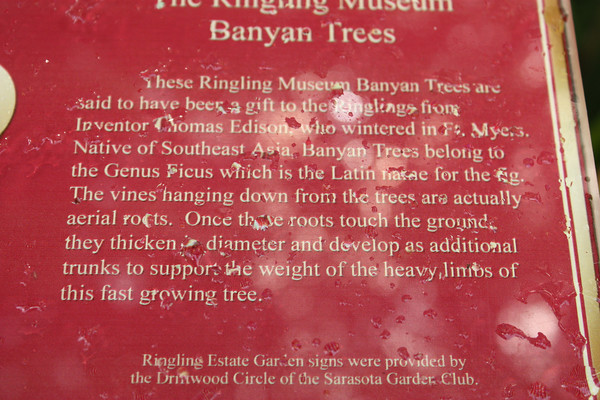 The Ringling Museum
Banyan Trees
These Ringling Museum Banyan Trees are
said to have been a gift to the Ringlings from
Inventor Thomas Edison, who wintered in Ft. Myers.
Native of Southeast Asia, Banyan Trees belong to
the Genus Ficus which is the Latin name for the fig.
The vines hanging down from the trees are actually
aerial roots. Once these roots touch the ground,
they thicken in diameter and develop as additional
trunks to support the weight of the heavy limbs of
this fast growing tree.
Ringling Estate Garden signs were provided by
the Driftwood Circle of the Sarasota Garden Club.